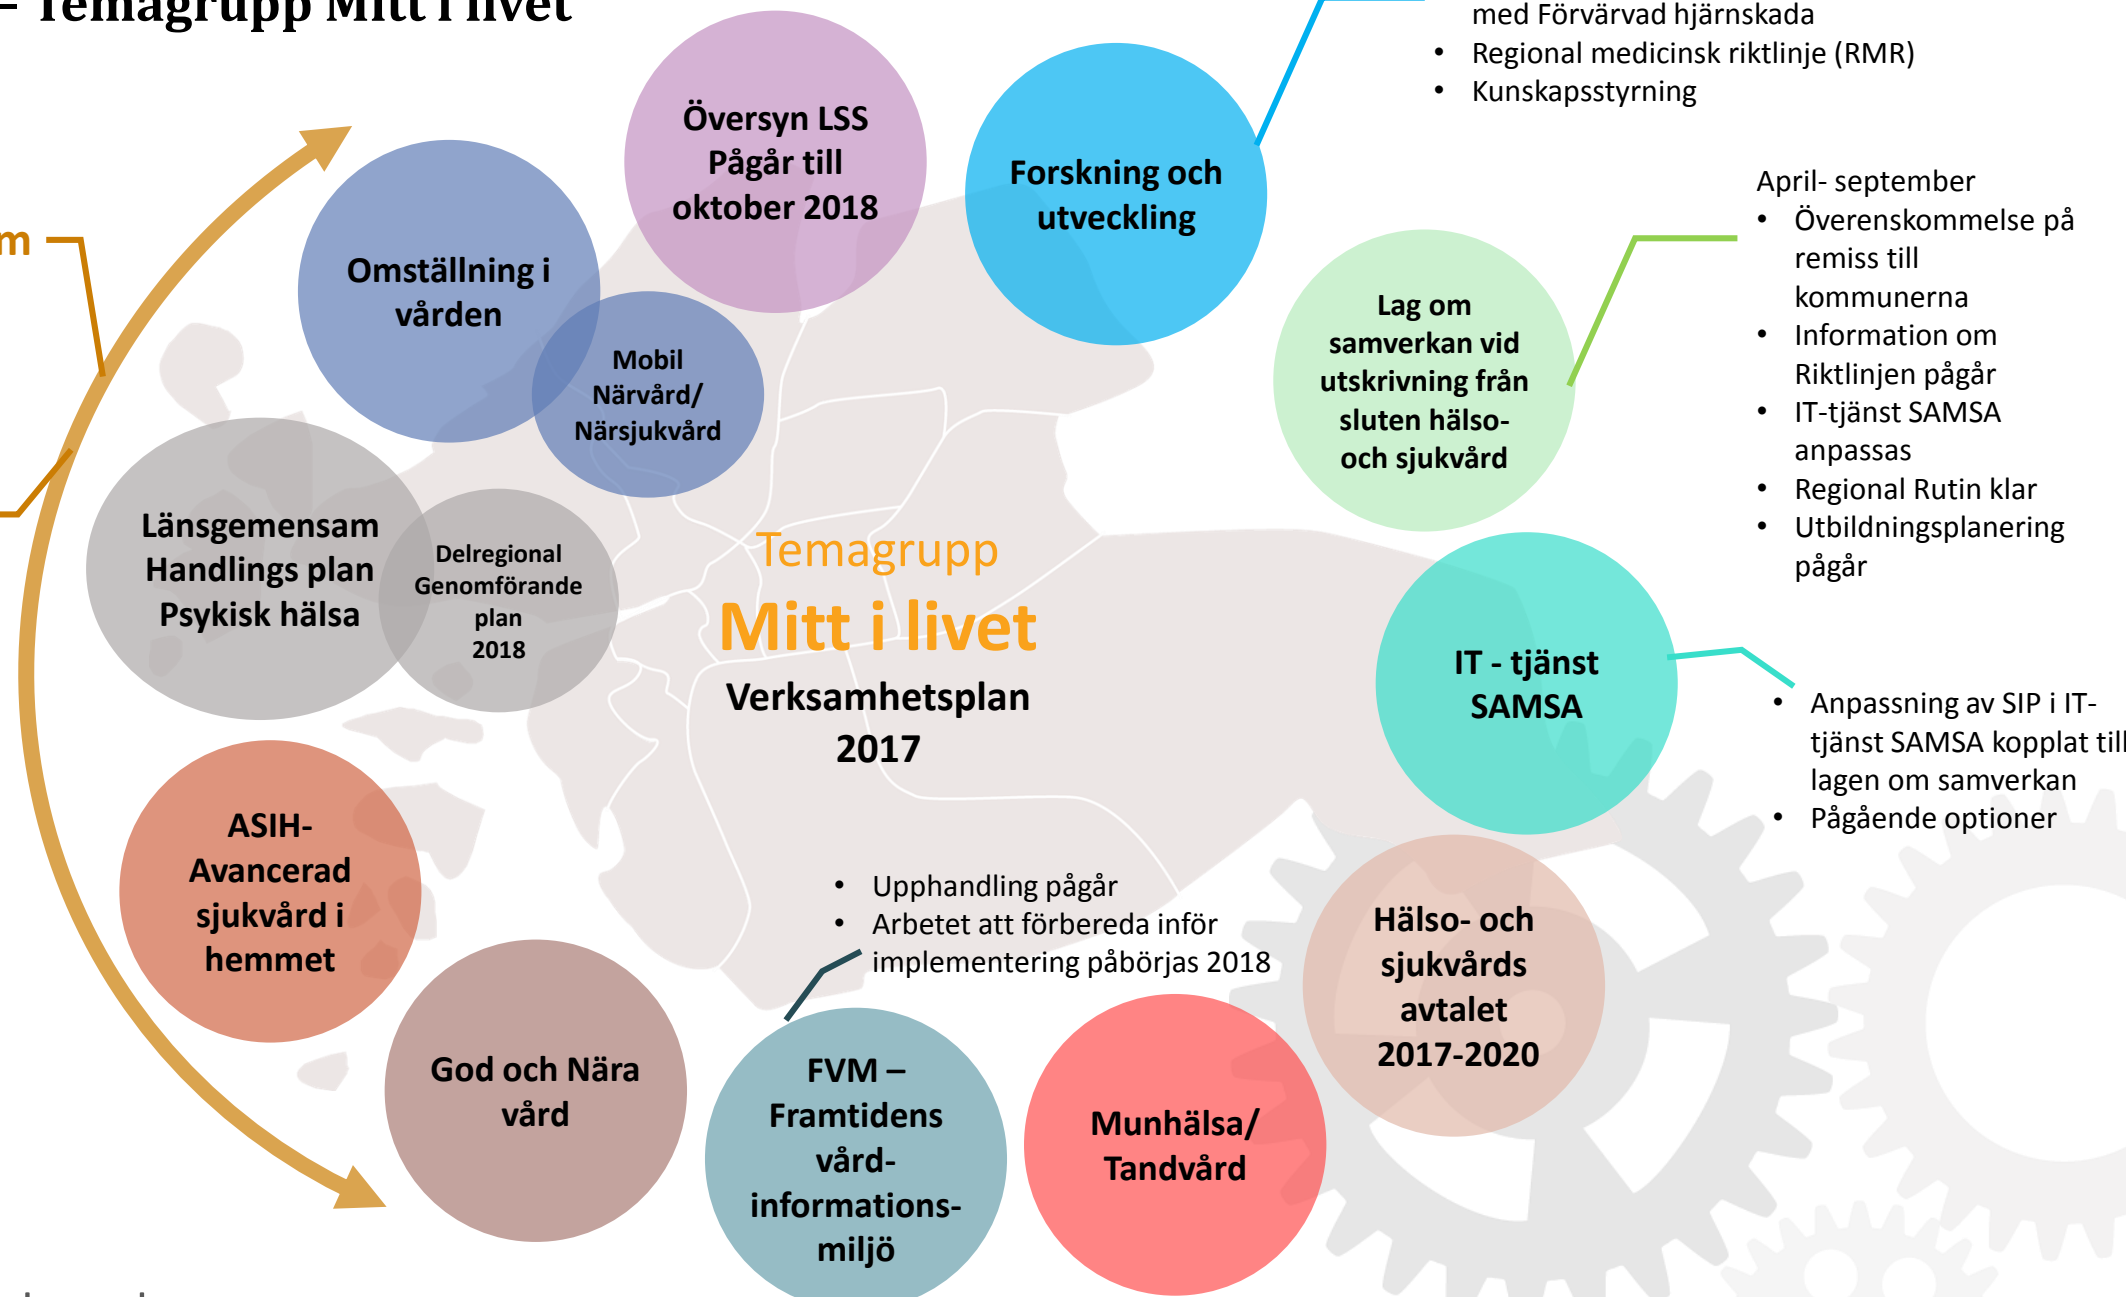 – Temagrupp Mitt i livet
med Förvärvad hjärnskada
• Regional medicinsk riktlinje (RMR)
• Kunskapsstyrning
Översyn LSS
Pågår till
oktober 2018
Forskning och
utveckling
Omställning i
vården
Mobil
Närvård/
Närsjukvård
April- september
• Överenskommelse på
remiss till
kommunerna
• Information om
Riktlinjen pågår
• IT-tjänst SAMSA
anpassas
• Regional Rutin klar
• Utbildningsplanering
pågår
Lag om
samverkan vid
utskrivning från
sluten hälso-
och sjukvård
Länsgemensam
Handlings plan
Psykisk hälsa
Delregional
Genomförande
plan
2018
Temagrupp
Mitt i livet
Verksamhetsplan
2017
IT - tjänst
SAMSA
• Anpassning av SIP i IT-
tjänst SAMSA kopplat till
lagen om samverkan
• Pågående optioner
ASIH-
Avancerad
sjukvård i
hemmet
• Upphandling pågår
• Arbetet att förbereda inför
implementering påbörjas 2018
Hälso- och
sjukvårds
avtalet
2017-2020
God och Nära
vård
FVM –
Framtidens
vård-
informations-
miljö
Munhälsa/
Tandvård